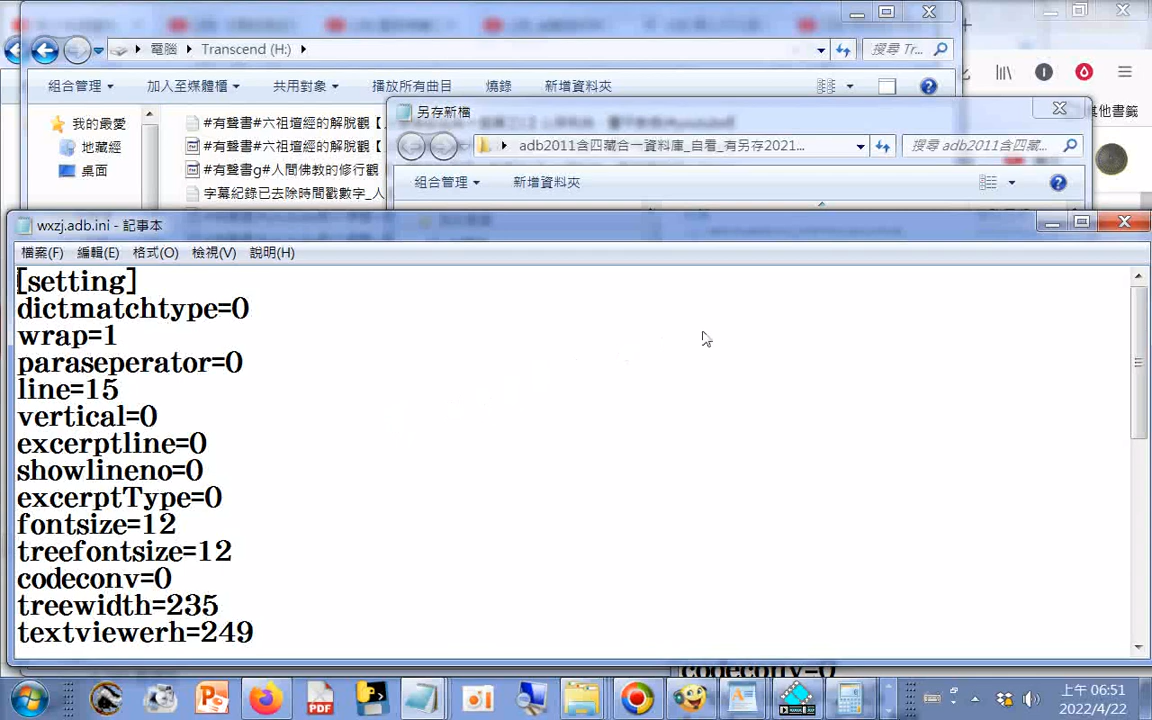 電腦 Transcend (H:) 搜尋 Tr...
組合管理 加入至媒體櫃 共用對象 播放所有曲目 燒錄 新增資料夾
其他書籤
我的最愛
地藏經
桌面
#有聲書#六祖壇經的解脫觀【
#有聲書#六祖壇經的解脫觀【
#有聲書g#人間佛教的修行觀
字幕紀錄已去除時間戳數字_人
另存新檔
adb2011含四藏合一資料庫_自看_有另存2021... 搜尋 adb2011含四藏...
組合管理 新增資料夾
wxzj.adb.ini - 記事本
檔案(F) 編輯(E) 格式(O) 檢視(V) 說明(H)
[setting]
dictmatchtype=0
wrap=1
paraseperator=0
line=15
vertical=0
excerptline=0
showlineno=0
excerptType=0
fontsize=12
treefontsize=12
codeconv=0
treewidth=235
textviewerh=249
codeconv=0
上午 06:51
2022/4/22